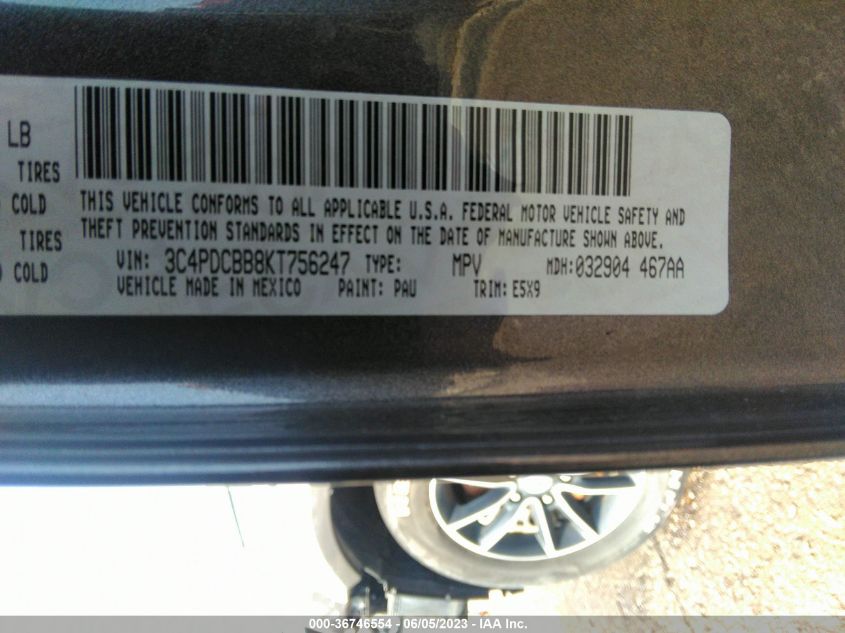 LB
TIRES
COLD
TIRES
COLD
THIS VEHICLE CONFORMS TO ALL APPLICABLE U.S.A. FEDERAL MOTOR VEHICLE SAFETY AND
THEFT PREVENTION STANDARDS IN EFFECT ON THE DATE OF MANUFACTURE SHOWN ABOVE.
VIN: 3C4PDCBB8KT756247 TYPE: MPV MDH:032904 467AA
VEHICLE MADE IN MEXICO PAINT: PAU TRIM: E5X9
000-36746554 / 06/05/2023 - IAA Inc.